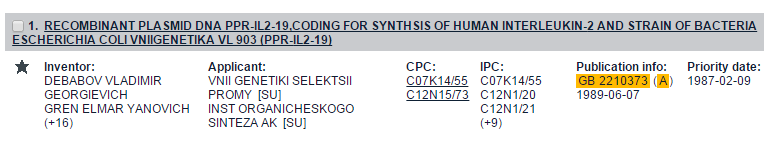 1. RECOMBINANT PLASMID DNA PPR-IL2-19,CODING FOR SYNTHSIS OF HUMAN INTERLEUKIN-2 AND STRAIN OF BACTERIA
ESCHERICHIA COLI VNIIGENETIKA VL 903 (PPR-IL2-19)
Inventor: Applicant: CPC: IPC: Publication info: Priority date:
DEBABOV VLADIMIR VNII GENETIKI SELEKTSII C07K14/55 C07K14/55 GB 2210373 (A) 1987-02-09
GEORGIEVICH PROMY [SU] C12N15/73 C12N1/20 1989-06-07
GREN ELMAR YANOVICH INST ORGANICHESKOGO C12N1/21
(+16) SINTEZA AK [SU] (+9)